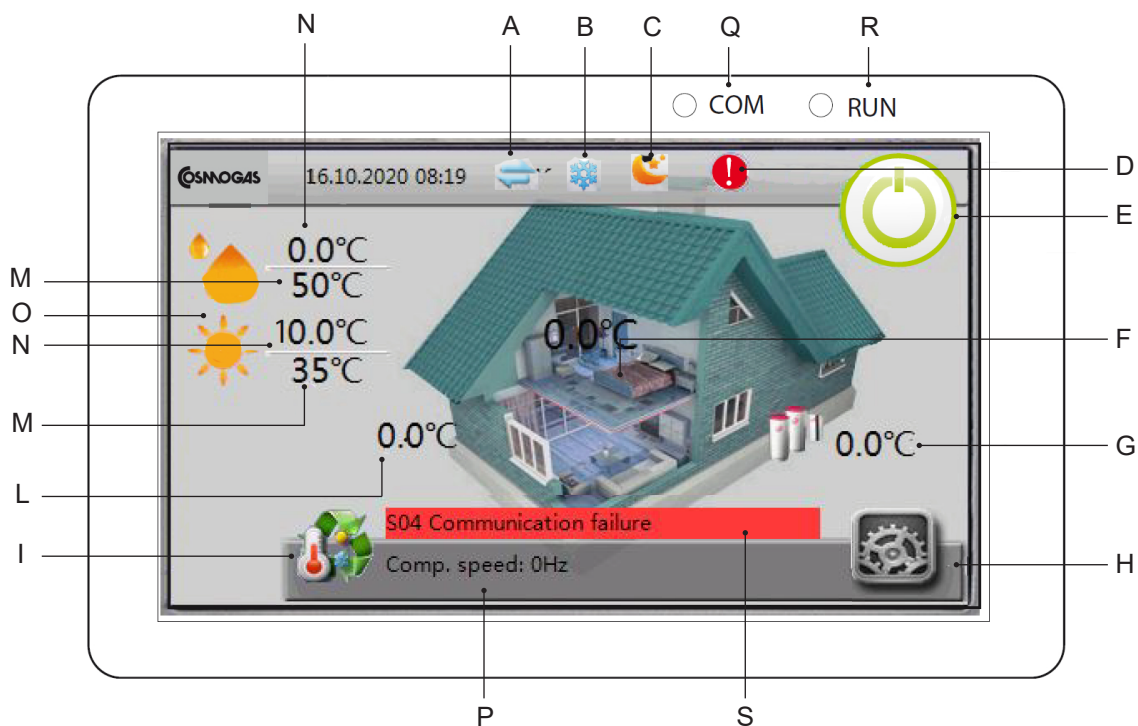 N A B C Q R
COM RUN
COSMOGAS 16.10.2020 08:19
D
E
0.0℃
M 50℃
O
N 10.0℃ 0.0℃ F
35℃
M
0.0℃ 0.0℃ G
L
S04 Communication failure
I Comp. speed: 0Hz H
P S